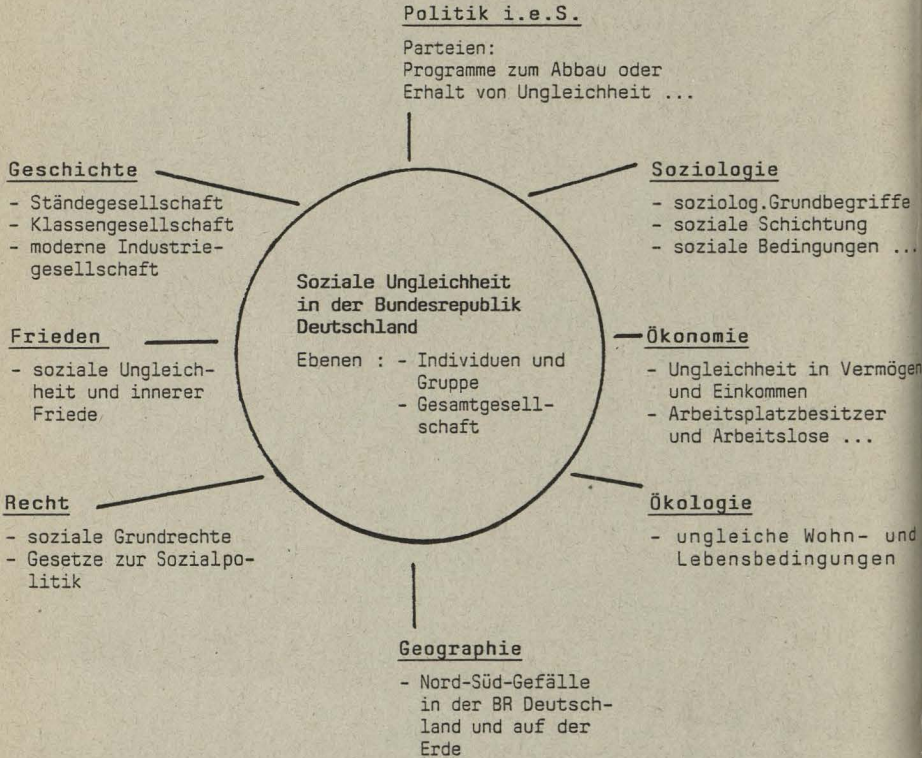 Politik i.e.S.
Parteien:
Programme zum Abbau oder
Erhalt von Ungleichheit ...
Geschichte
- Ständegesellschaft
- Klassengesellschaft
- moderne Industrie-
gesellschaft
Soziologie
- soziolog.Grundbegriffe
- soziale Schichtung
- soziale Bedingungen ...
Soziale Ungleichheit
in der Bundesrepublik
Deutschland
Ebenen : - Individuen und
Gruppe
- Gesamtgesell-
schaft
Frieden
- soziale Ungleich-
heit und innerer
Friede
Ökonomie
- Ungleichheit in Vermögen
und Einkommen
- Arbeitsplatzbesitzer
und Arbeitslose ...
Recht
- soziale Grundrechte
- Gesetze zur Sozialpo-
litik
Ökologie
- ungleiche Wohn- und
Lebensbedingungen
Geographie
- Nord-Süd-Gefälle
in der BR Deutsch-
land und auf der
Erde